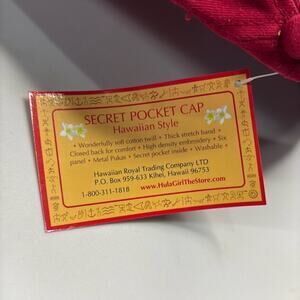 SECRET POCKET CAP
Hawaiian Style
• Wonderfully soft cotton twill • Thick stretch band •
Closed back for comfort • High density embroidery • Six
panel • Metal Pukas • Secret pocket inside • Washable •
Hawaiian Royal Trading Company LTD
P.O. Box 959-633 Kihei, Hawaii 96753
1-800-311-1818 www.HulaGirlTheStore.com